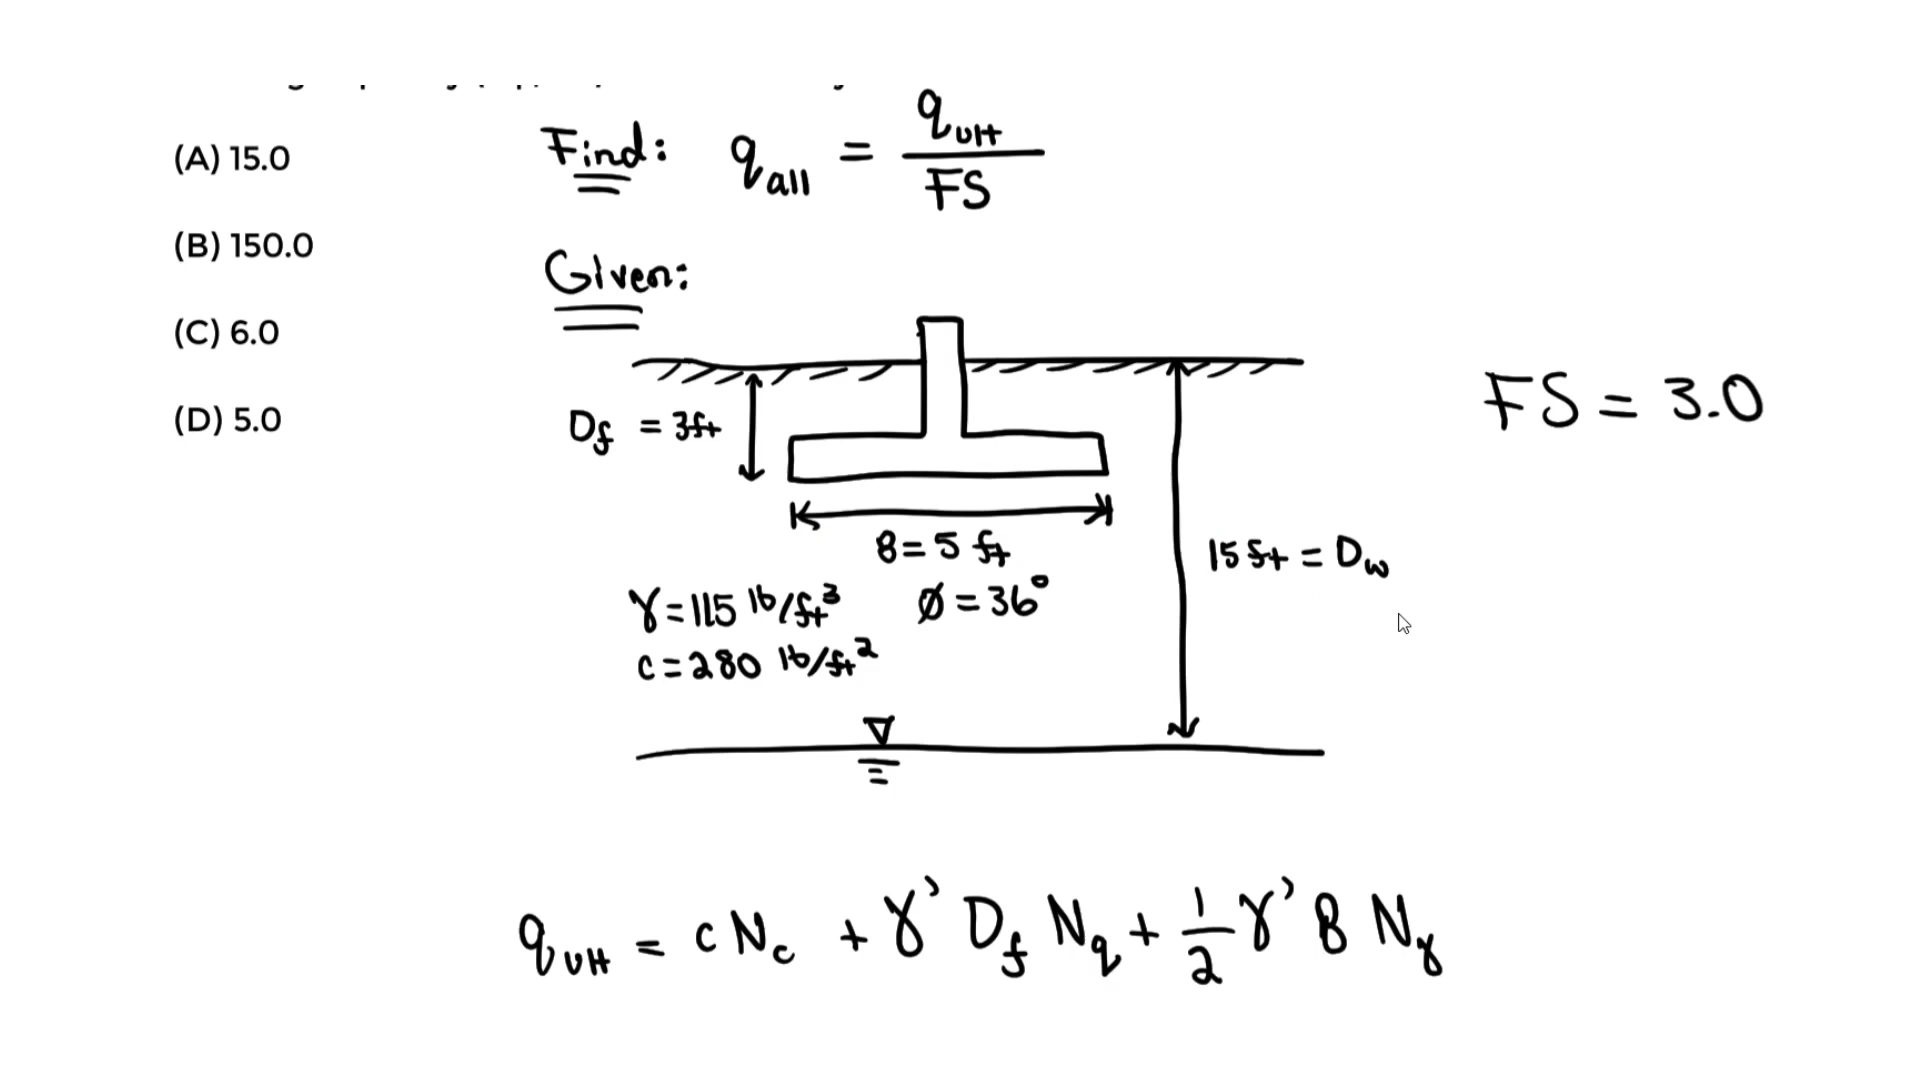 (A) 15.0
(B) 150.0
(C) 6.0
(D) 5.0
Find: q_all = q_ult / FS
Given:
D_f = 3ft
B = 5 ft
15 ft = D_w
FS = 3.0
γ = 115 lb/ft³ ø = 36°
c = 280 lb/ft²
q_ult = c N_c + γ' D_f N_q + 1/2 γ' B N_γ